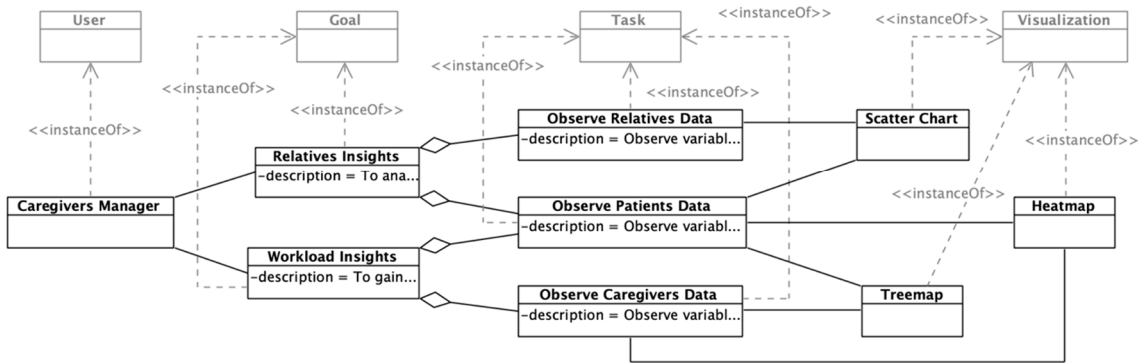 User
Goal
Task
Visualization
<<instanceOf>>
<<instanceOf>>
<<instanceOf>>
<<instanceOf>>
<<instanceOf>>
<<instanceOf>>
<<instanceOf>>
<<instanceOf>>
<<instanceOf>>
Observe Relatives Data
-description = Observe variabl...
Scatter Chart
Relatives Insights
-description = To ana...
Caregivers Manager
Observe Patients Data
-description = Observe variabl...
Heatmap
Workload Insights
-description = To gain...
Observe Caregivers Data
-description = Observe variabl...
Treemap